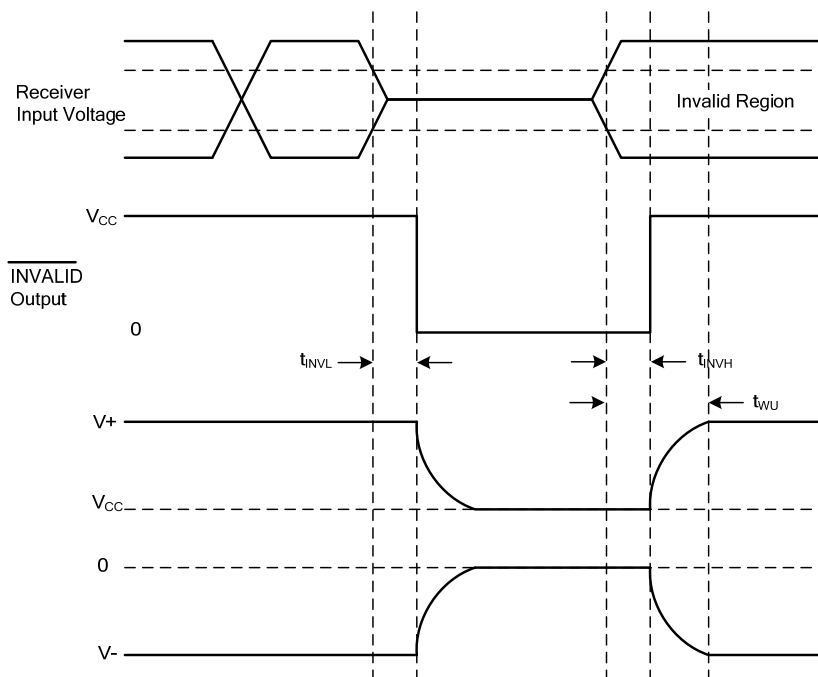 Receiver
Input Voltage
Invalid Region
VCC
INVALID
Output
0
tINVL
tINVH
tWU
V+
VCC
0
V-